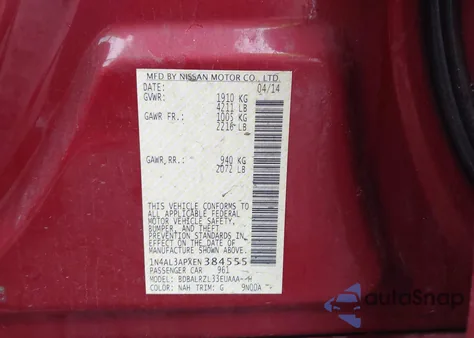 MFD BY NISSAN MOTOR CO., LTD.
DATE: 04/14
GVWR: 1910 KG
4211 LB
GAWR FR.: 1005 KG
2216 LB
GAWR, RR.: 940 KG
2072 LB
THIS VEHICLE CONFORMS
TO ALL APPLICABLE FEDERAL
MOTOR VEHICLE SAFETY,
BUMPER, AND THEFT
PREVENTION STANDARDS IN
EFFECT ON THE DATE OF
MANUFACTURE SHOWN ABOVE.
1N4AL3APXEN384555
PASSENGER CAR 961
MODEL: BDBALRZL33EUAAA
COLOR: NAH TRIM: G
AutoSnap